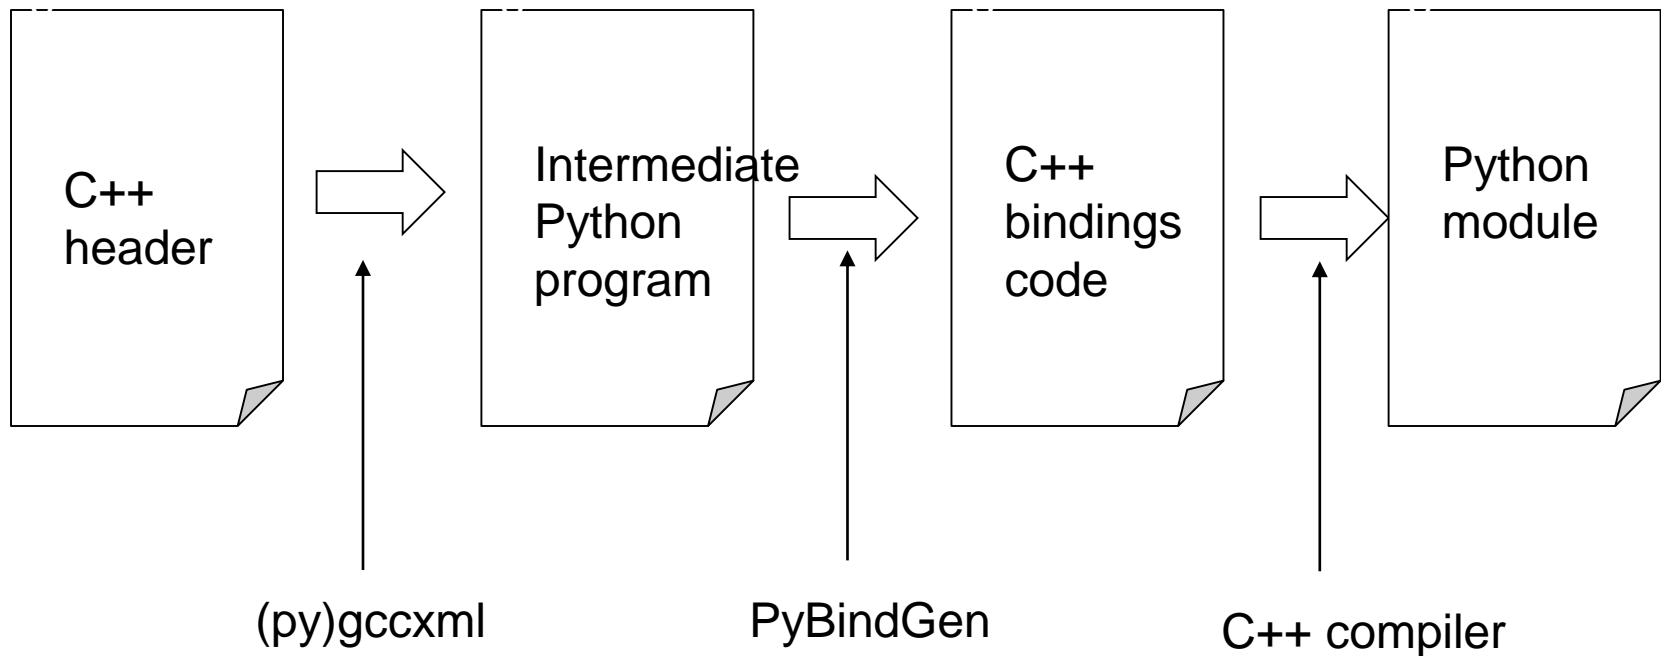 C++
header
Intermediate
Python
program
C++
bindings
code
Python
module
(py)gccxml
PyBindGen
C++ compiler